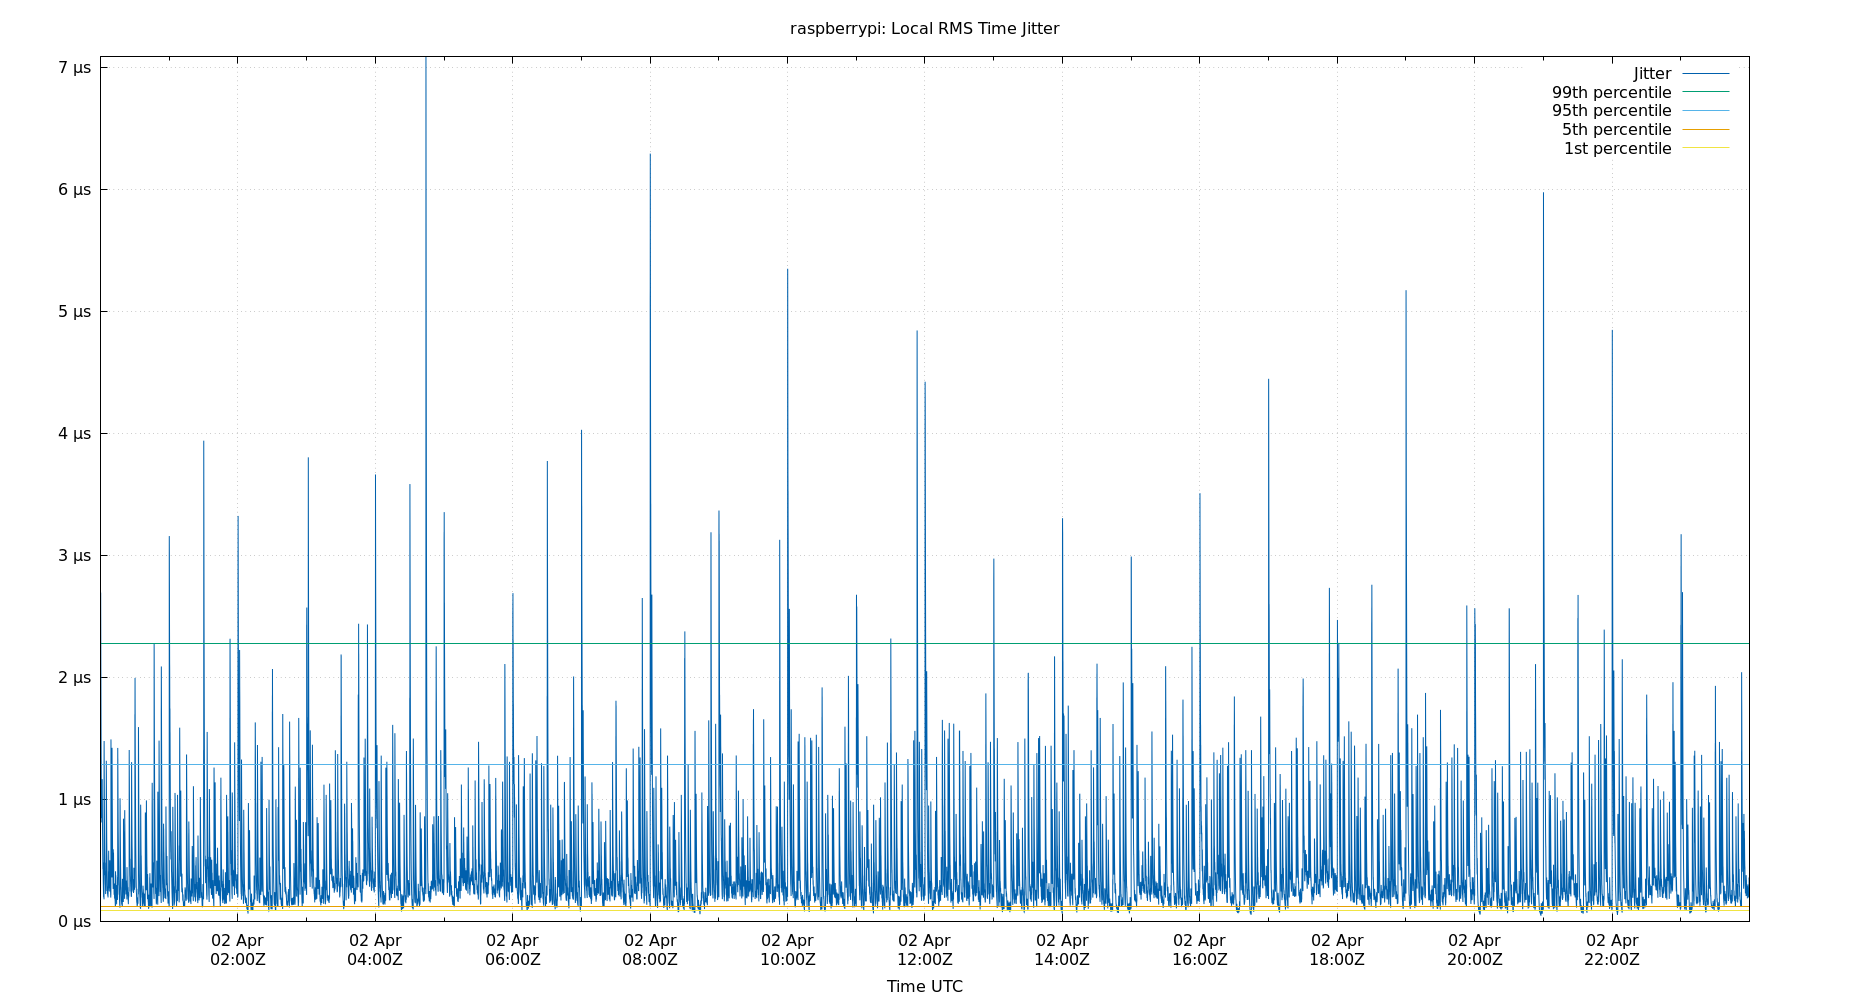 raspberrypi: Local RMS Time Jitter
7 µs
6 µs
5 µs
4 µs
3 µs
2 µs
1 µs
0 µs
Jitter
99th percentile
95th percentile
5th percentile
1st percentile
02 Apr 02 Apr 02 Apr 02 Apr 02 Apr 02 Apr 02 Apr 02 Apr 02 Apr 02 Apr 02 Apr
02:00Z 04:00Z 06:00Z 08:00Z 10:00Z 12:00Z 14:00Z 16:00Z 18:00Z 20:00Z 22:00Z
Time UTC